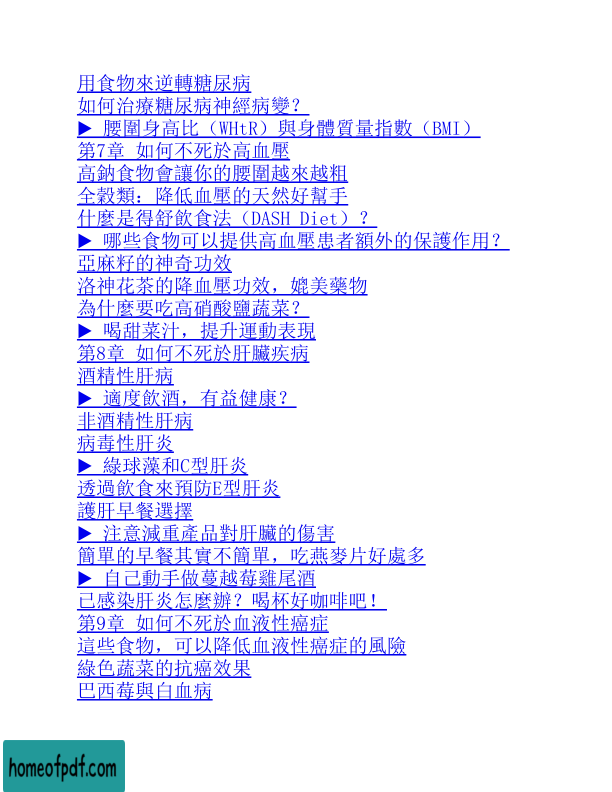 用食物來逆轉糖尿病
如何治療糖尿病神經病變？
▶ 腰圍身高比（WHtR）與身體質量指數（BMI）
第7章 如何不死於高血壓
高鈉食物會讓你的腰圍越來越粗
全穀類：降低血壓的天然好幫手
什麼是得舒飲食法（DASH Diet）？
▶ 哪些食物可以提供高血壓患者額外的保護作用？
亞麻籽的神奇功效
洛神花茶的降血壓功效，媲美藥物
為什麼要吃高硝酸鹽蔬菜？
▶ 喝甜菜汁，提升運動表現
第8章 如何不死於肝臟疾病
酒精性肝病
▶ 適度飲酒，有益健康？
非酒精性肝病
病毒性肝炎
▶ 綠球藻和C型肝炎
透過飲食來預防E型肝炎
護肝早餐選擇
▶ 注意減重產品對肝臟的傷害
簡單的早餐其實不簡單，吃燕麥片好處多
▶ 自己動手做蔓越莓雞尾酒
已感染肝炎怎麼辦？喝杯好咖啡吧！
第9章 如何不死於血液性癌症
這些食物，可以降低血液性癌症的風險
綠色蔬菜的抗癌效果
巴西莓與白血病
homeofpdf.com